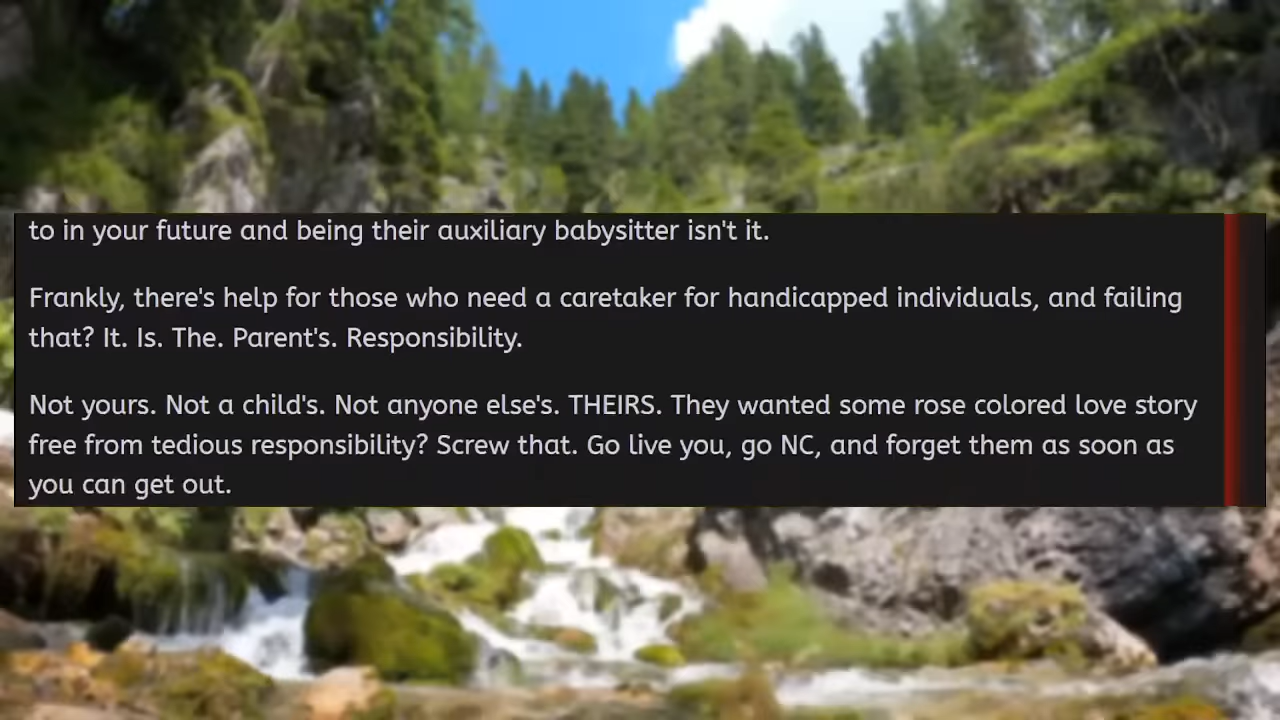 to in your future and being their auxiliary babysitter isn't it.
Frankly, there's help for those who need a caretaker for handicapped individuals, and failing
that? It. Is. The. Parent's. Responsibility.
Not yours. Not a child's. Not anyone else's. THEIRS. They wanted some rose colored love story
free from tedious responsibility? Screw that. Go live you, go NC, and forget them as soon as
you can get out.